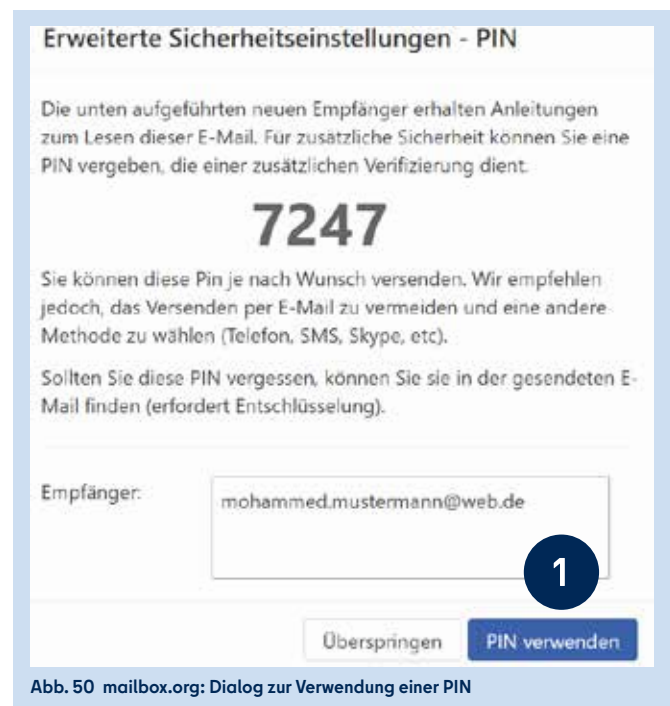 Erweiterte Sicherheitseinstellungen - PIN
Die unten aufgeführten neuen Empfänger erhalten Anleitungen
zum Lesen dieser E-Mail. Für zusätzliche Sicherheit können Sie eine
PIN vergeben, die einer zusätzlichen Verifizierung dient.
7247
Sie können diese Pin je nach Wunsch versenden. Wir empfehlen
jedoch, das Versenden per E-Mail zu vermeiden und eine andere
Methode zu wählen (Telefon, SMS, Skype, etc).
Sollten Sie diese PIN vergessen, können Sie sie in der gesendeten E-
Mail finden (erfordert Entschlüsselung).
Empfänger:
mohammed.mustermann@web.de
1
Überspringen
PIN verwenden
Abb. 50 mailbox.org: Dialog zur Verwendung einer PIN